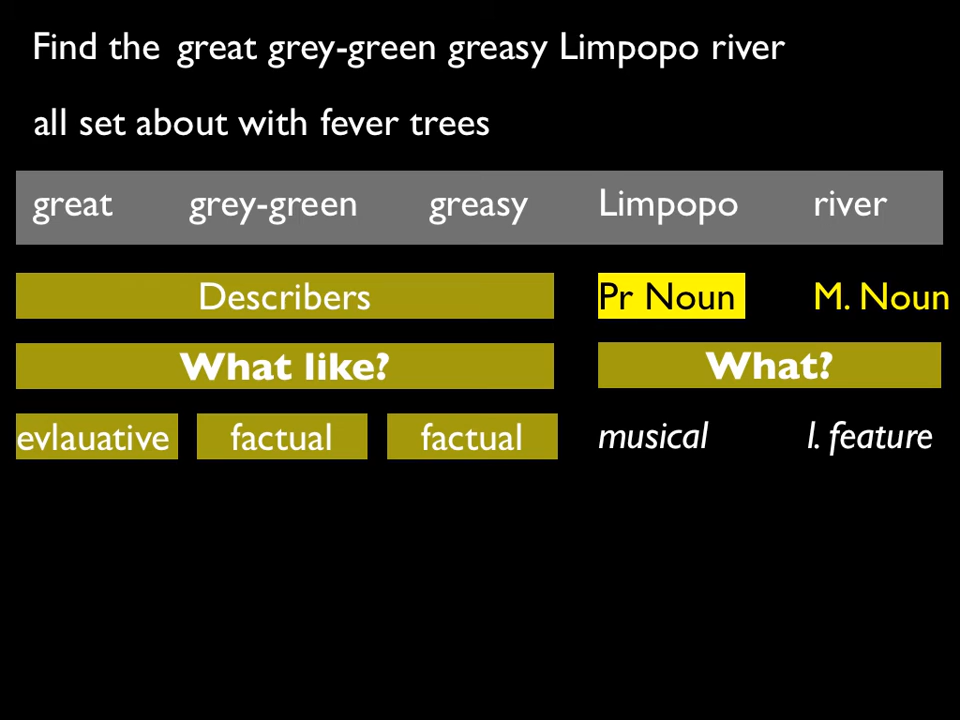 Find the great grey-green greasy Limpopo river
all set about with fever trees
great grey-green greasy Limpopo river
Describers Pr Noun M. Noun
What like? What?
evlauative factual factual musical l. feature